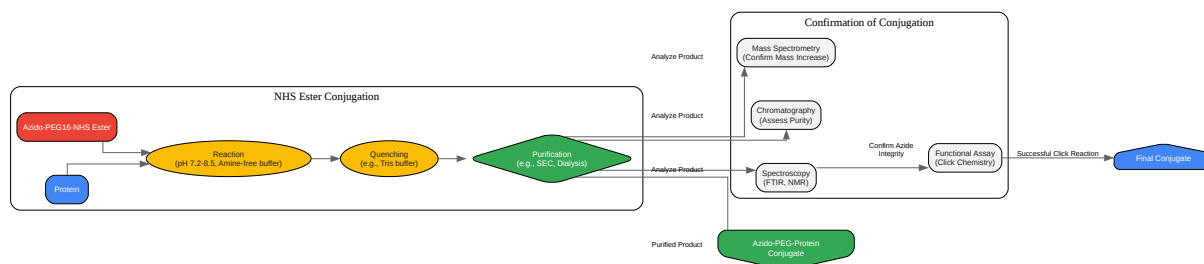 Confirmation of Conjugation
Mass Spectrometry
(Confirm Mass Increase)
Analyze Product
NHS Ester Conjugation
Chromatography
(Assess Purity)
Analyze Product
Azido-PEG16-NHS Ester
Reaction
(pH 7.2-8.5, Amine-free buffer)
Quenching
(e.g., Tris buffer)
Purification
(e.g., SEC, Dialysis)
Confirm Azide
Integrity
Functional Assay
(Click Chemistry)
Successful Click Reaction
Final Conjugate
Analyze Product
Spectroscopy
(FTIR, NMR)
Protein
Purified Product
Azido-PEG-Protein
Conjugate